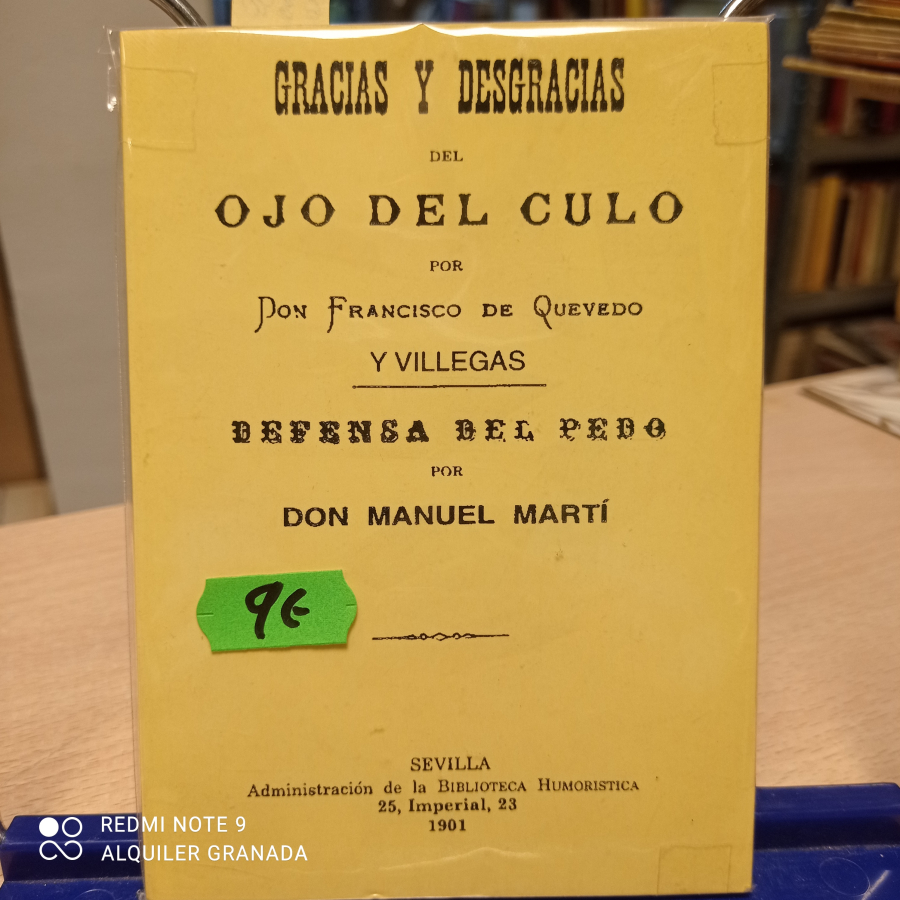 GRACIAS Y DESGRACIAS
DEL
OJO DEL CULO
POR
DON FRANCISCO DE QUEVEDO
Y VILLEGAS
DEFENSA DEL PEDO
POR
DON MANUEL MARTÍ
9€
SEVILLA
Administración de la BIBLIOTECA HUMORISTICA
25, Imperial, 23
1901
REDMI NOTE 9
ALQUILER GRANADA